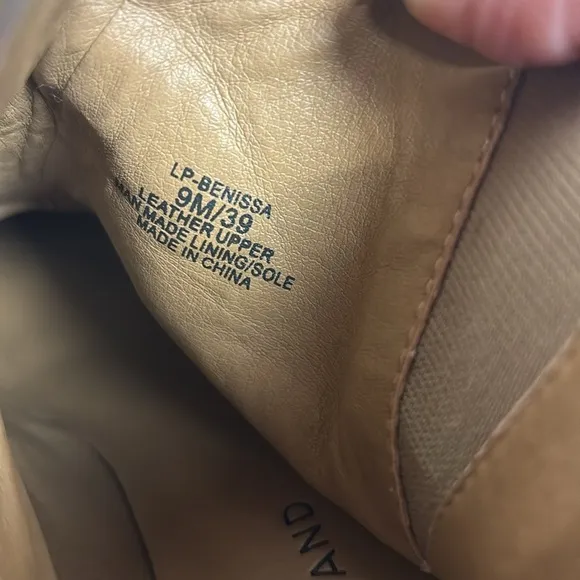 LP-BENISSA
9M/39
LEATHER UPPER
MAN MADE LINING/SOLE
MADE IN CHINA
AND